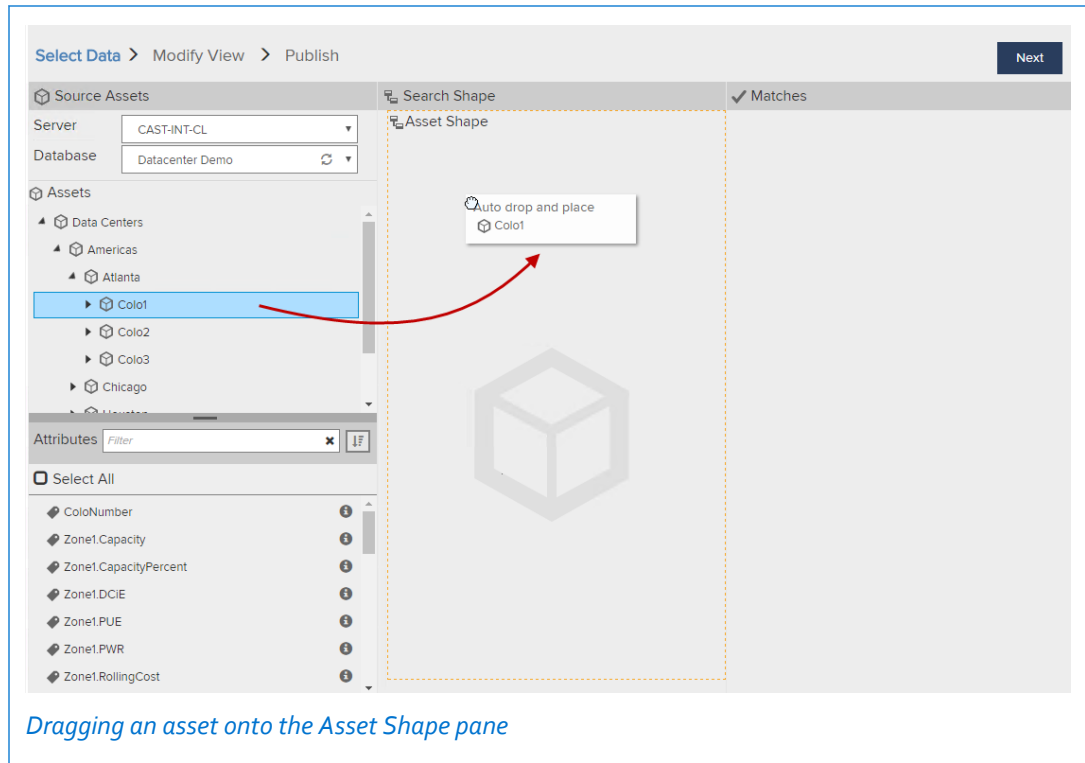 Select Data > Modify View > Publish
Next
Source Assets
Search Shape
Matches
Server
CAST-INT-CL
Database
Datacenter Demo
Asset Shape
Assets
Data Centers
Americas
Atlanta
Colo1
Colo2
Colo3
Chicago
Auto drop and place
Colo1
Attributes
Filter
Select All
ColoNumber
Zone1.Capacity
Zone1.CapacityPercent
Zone1.DCiE
Zone1.PUE
Zone1.PWR
Zone1.RollingCost
Dragging an asset onto the Asset Shape pane